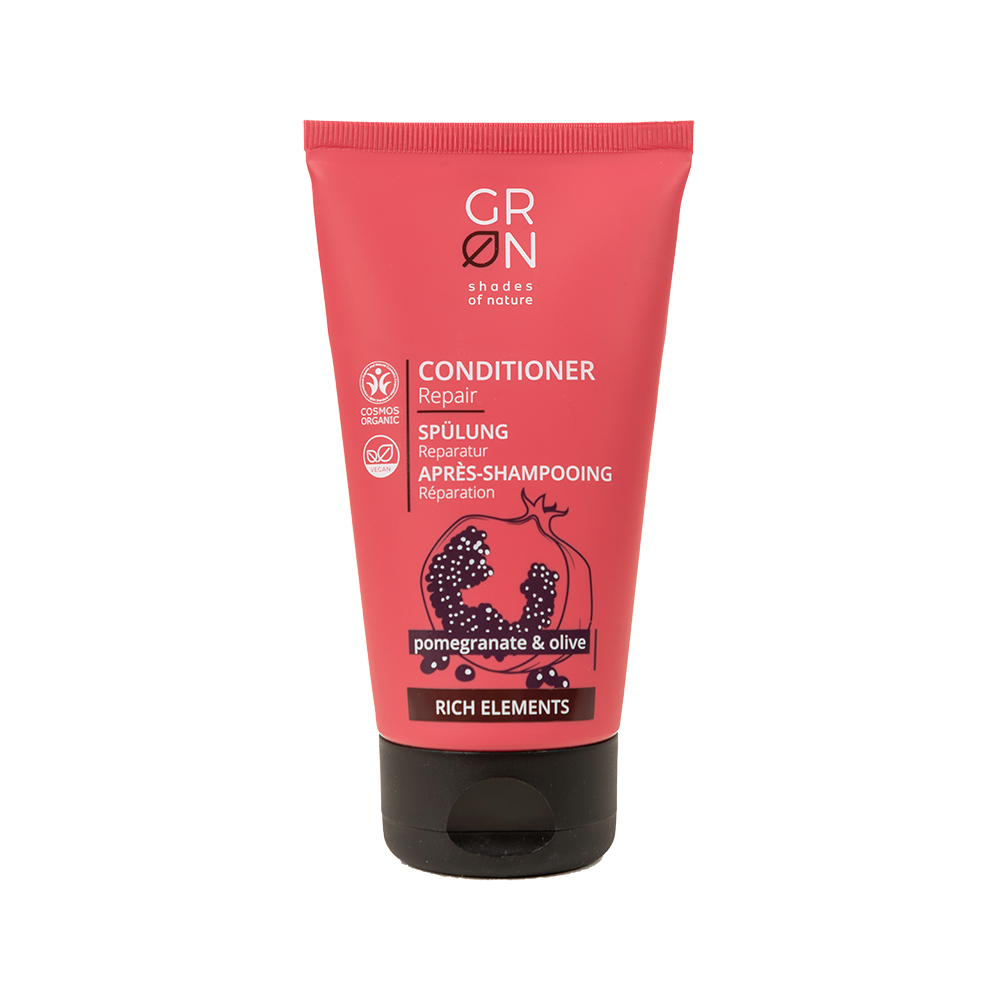 GR
ØN
shades
of nature
CONDITIONER
Repair
COSMOS
ORGANIC
SPÜLUNG
Reparatur
VEGAN
APRÈS-SHAMPOOING
Réparation
pomegranate & olive
RICH ELEMENTS